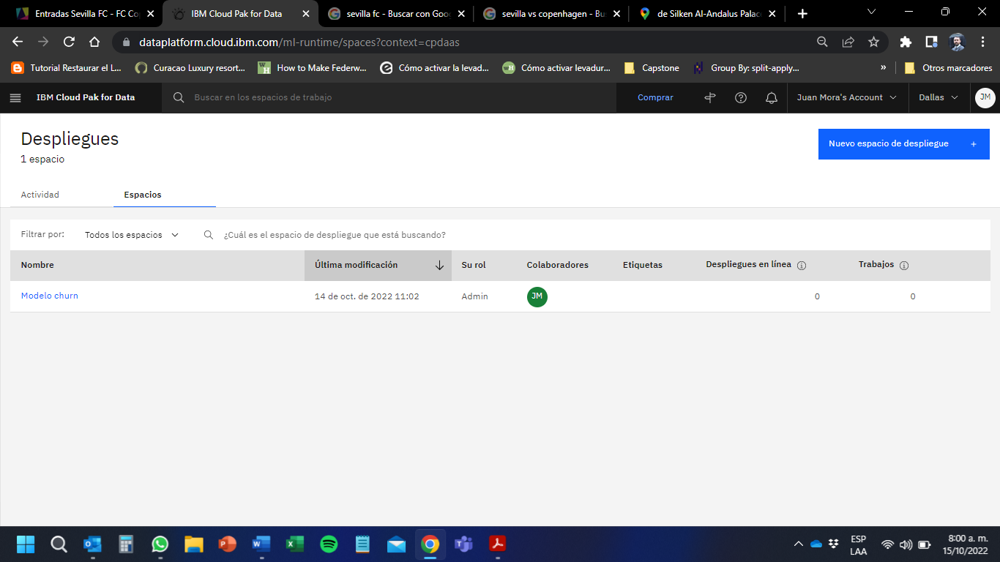 Entradas Sevilla FC - FC Co
IBM Cloud Pak for Data
sevilla fc - Buscar con Goo
sevilla vs copenhagen - Bu
de Silken Al-Andalus Palac
dataplatform.cloud.ibm.com/ml-runtime/spaces?context=cpdaas
Tutorial Restaurar el L...
Curacao Luxury resort...
How to Make Federw...
Cómo activar la levad...
Cómo activar levadur...
Capstone
Group By: split-apply...
»
Otros marcadores
IBM Cloud Pak for Data
Buscar en los espacios de trabajo
Comprar
Juan Mora's Account
Dallas
JM
Despliegues
1 espacio
Nuevo espacio de despliegue +
Actividad
Espacios
Filtrar por:
Todos los espacios
¿Cuál es el espacio de despliegue que está buscando?
Nombre Última modificación Su rol Colaboradores Etiquetas Despliegues en línea Trabajos
Modelo churn 14 de oct. de 2022 11:02 Admin JM 0 0
ESP
LAA
8:00 a. m.
15/10/2022